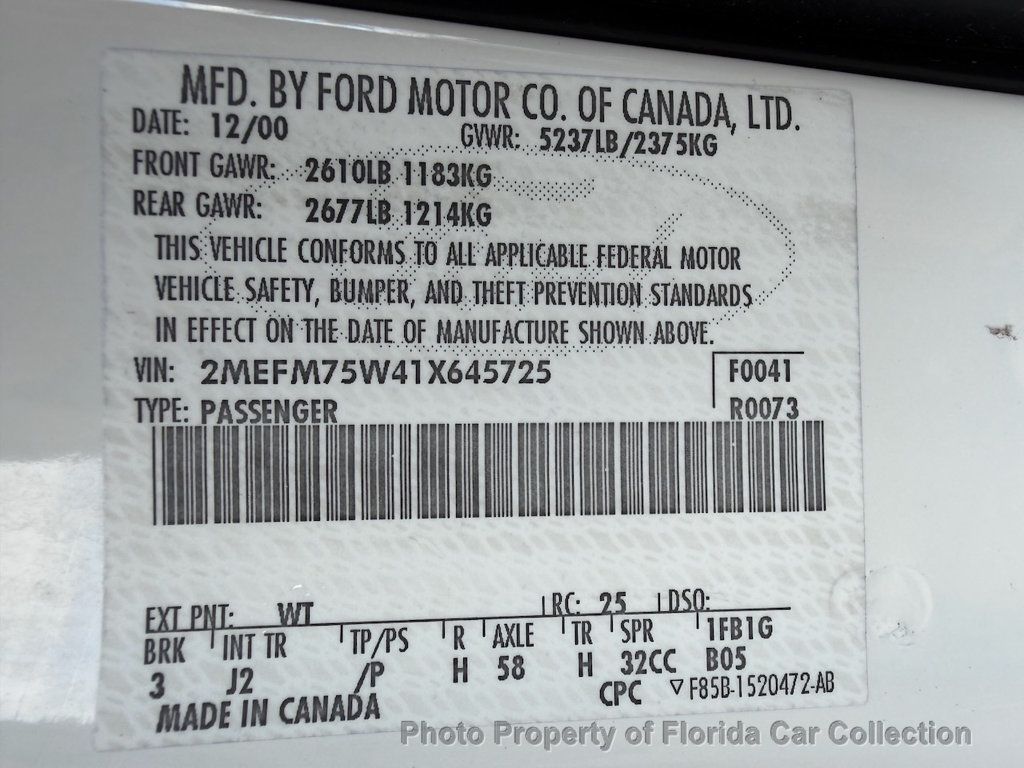 MFD. BY FORD MOTOR CO. OF CANADA, LTD.
DATE: 12/00 GVWR: 5237LB/2375KG
FRONT GAWR: 2610LB 1183KG
REAR GAWR: 2677LB 1214KG
THIS VEHICLE CONFORMS TO ALL APPLICABLE FEDERAL MOTOR
VEHICLE SAFETY, BUMPER, AND THEFT PREVENTION STANDARDS
IN EFFECT ON THE DATE OF MANUFACTURE SHOWN ABOVE.
VIN: 2MEFM75W41X645725 F0041
TYPE: PASSENGER R0073
EXT PNT: WT RC: 25 DSO:
BRK INT TR TP/PS R AXLE TR SPR 1FB1G
3 J2 /P H 58 H 32CC B05
MADE IN CANADA CPC ▽ F85B-1520472-AB
Photo Property of Florida Car Collection